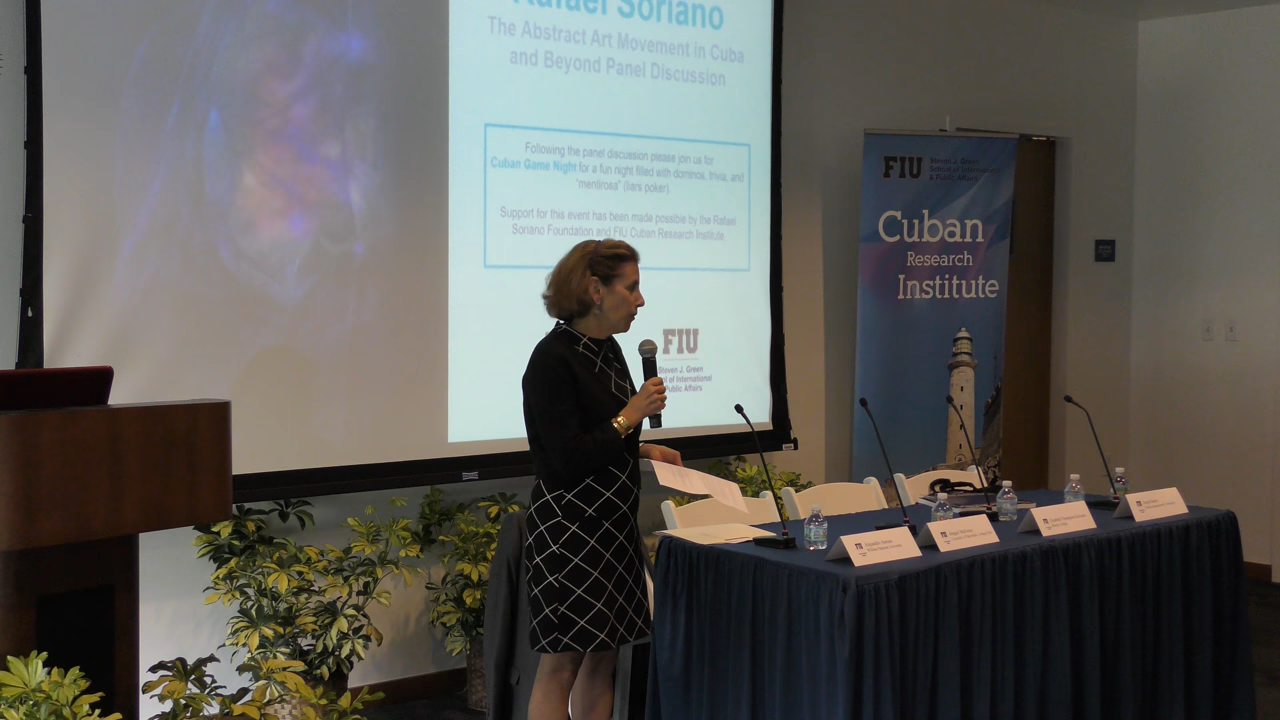 Rafael Soriano
The Abstract Art Movement in Cuba
and Beyond Panel Discussion
Following the panel discussion please join us for
Cuban Game Night for a fun night filled with dominos, trivia, and
"mentirosa" (liars poker).
Support for this event has been made possible by the Rafael
Soriano Foundation and FIU Cuban Research Institute.
FIU
Steven J. Green
of International
Public Affairs
FIU
Steven J. Green
School of International
& Public Affairs
Cuban
Research
Institute